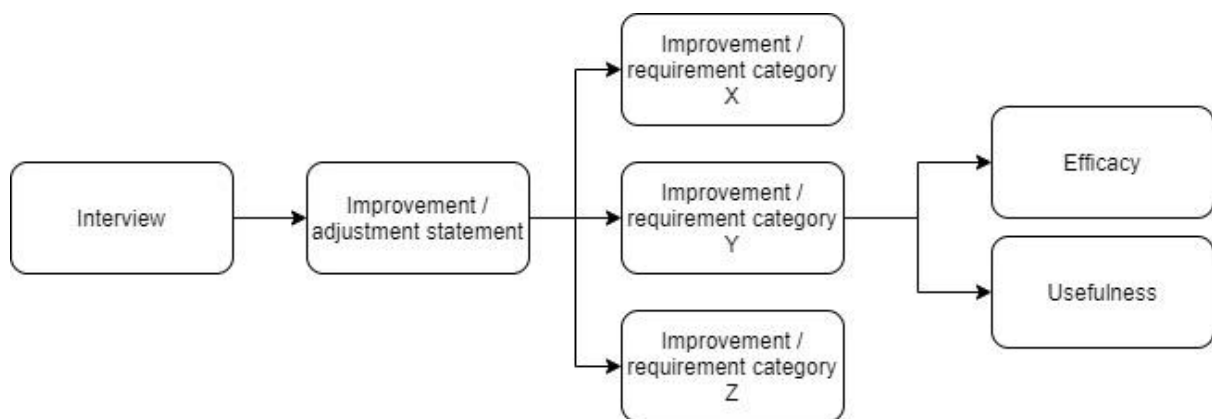 Interview
Improvement /
adjustment statement
Improvement /
requirement category
X
Improvement /
requirement category
Y
Improvement /
requirement category
Z
Efficacy
Usefulness